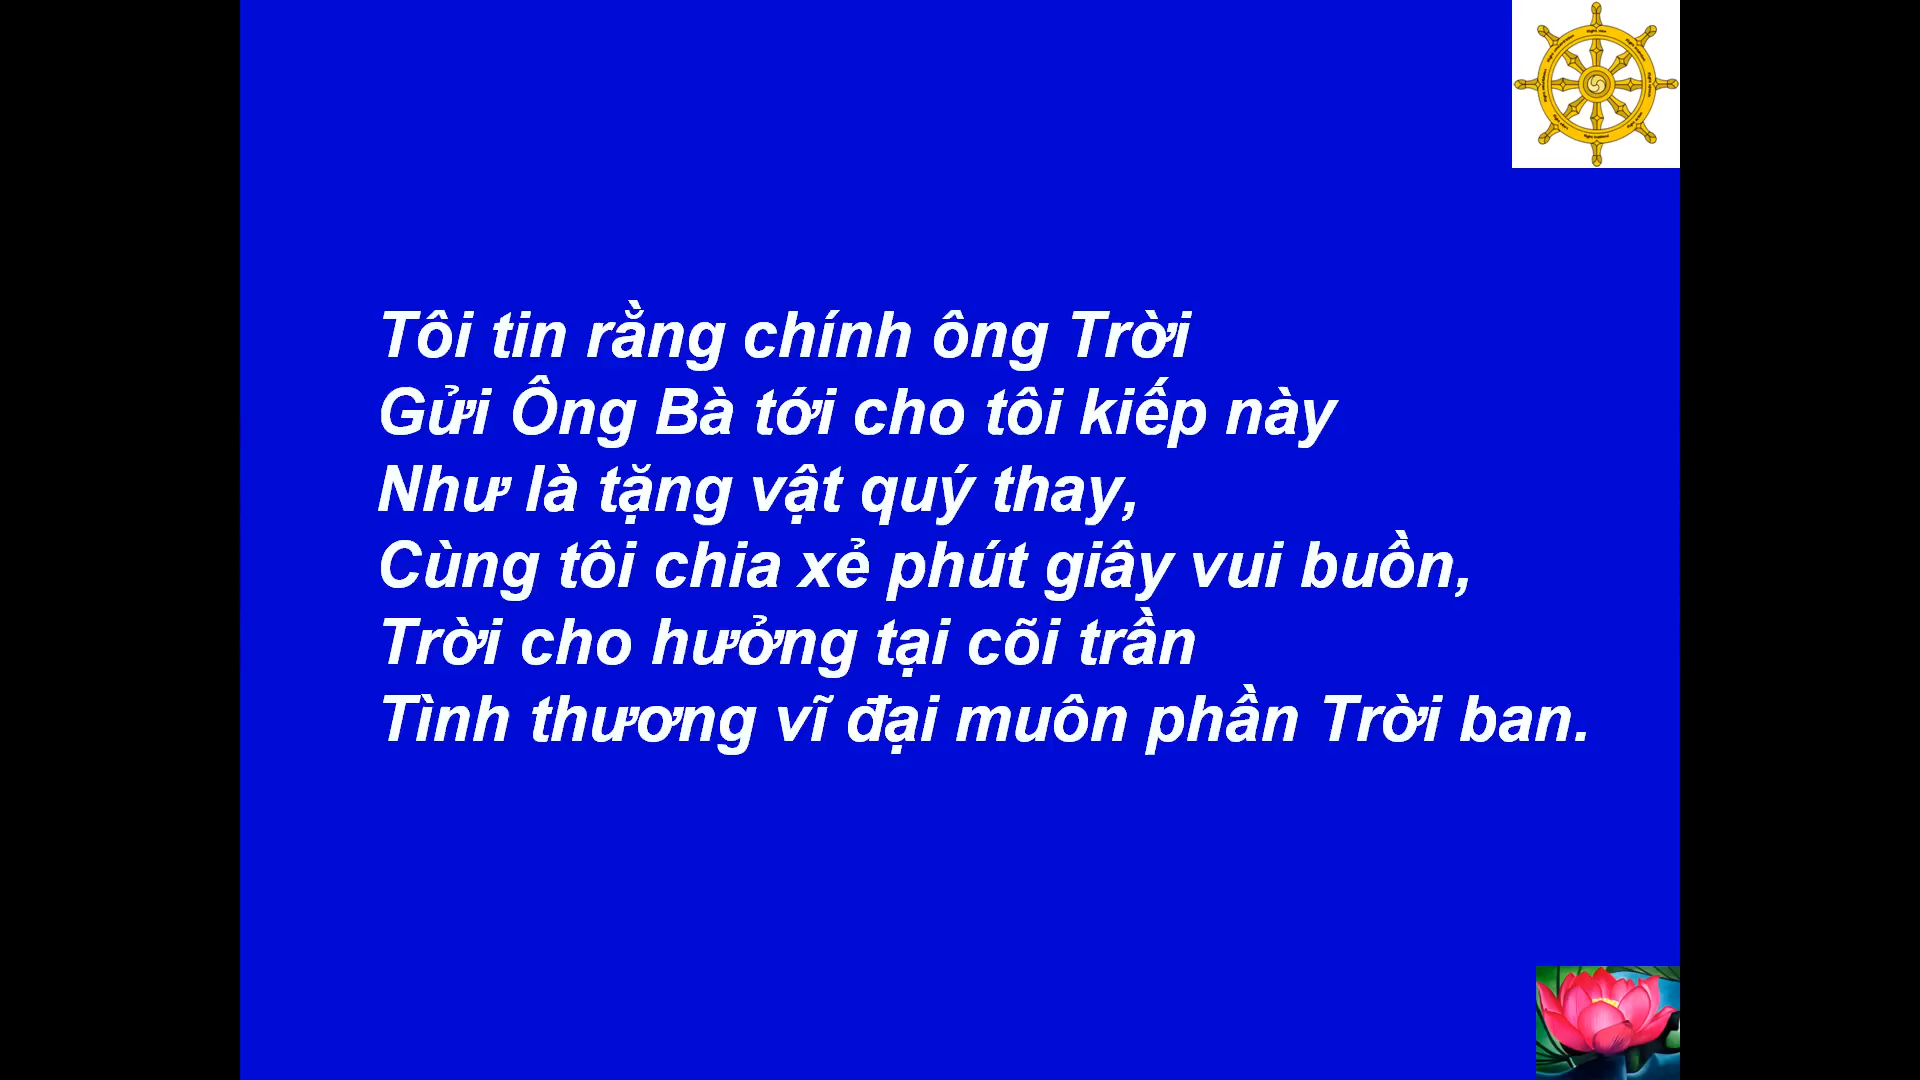 Tôi tin rằng chính ông Trời
Gửi Ông Bà tới cho tôi kiếp này
Như là tặng vật quý thay,
Cùng tôi chia xẻ phút giây vui buồn,
Trời cho hưởng tại cõi trần
Tình thương vĩ đại muôn phần Trời ban.